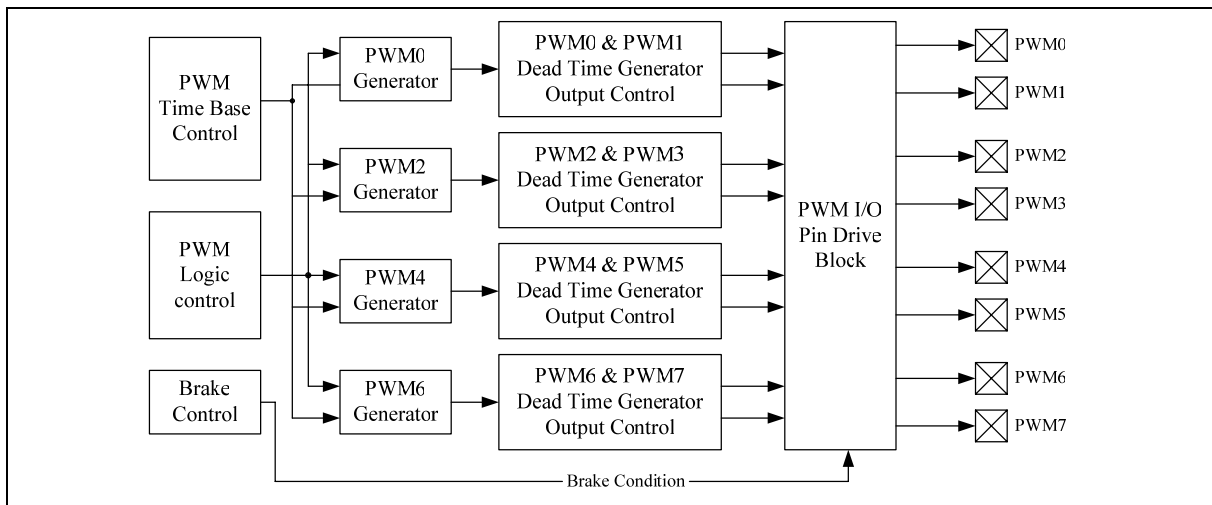 PWM
Time Base
Control
PWM
Logic
control
Brake
Control
PWM0
Generator
PWM2
Generator
PWM4
Generator
PWM6
Generator
PWM0 & PWM1
Dead Time Generator
Output Control
PWM2 & PWM3
Dead Time Generator
Output Control
PWM4 & PWM5
Dead Time Generator
Output Control
PWM6 & PWM7
Dead Time Generator
Output Control
PWM I/O
Pin Drive
Block
PWM0
PWM1
PWM2
PWM3
PWM4
PWM5
PWM6
PWM7
Brake Condition